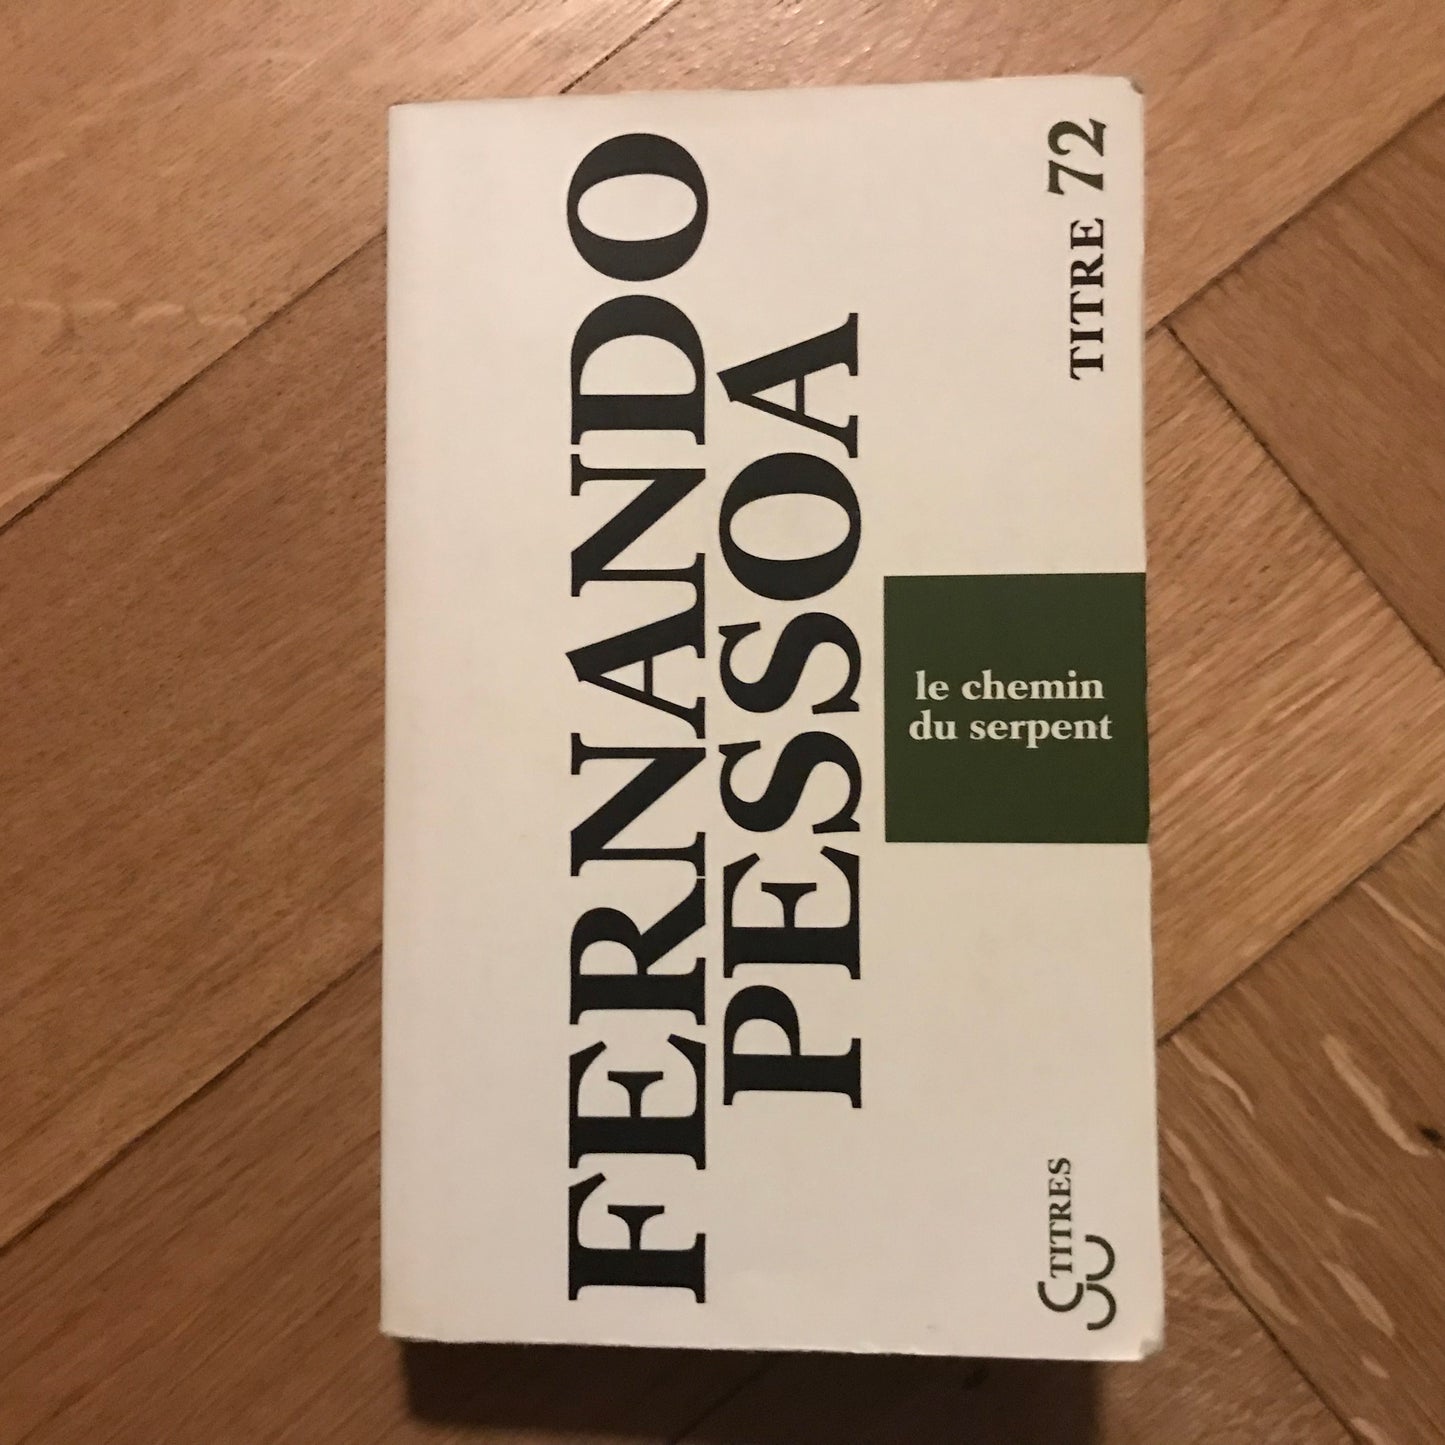 FERNANDO
PESSOA
le chemin
du serpent
TITRES
TITRE 72